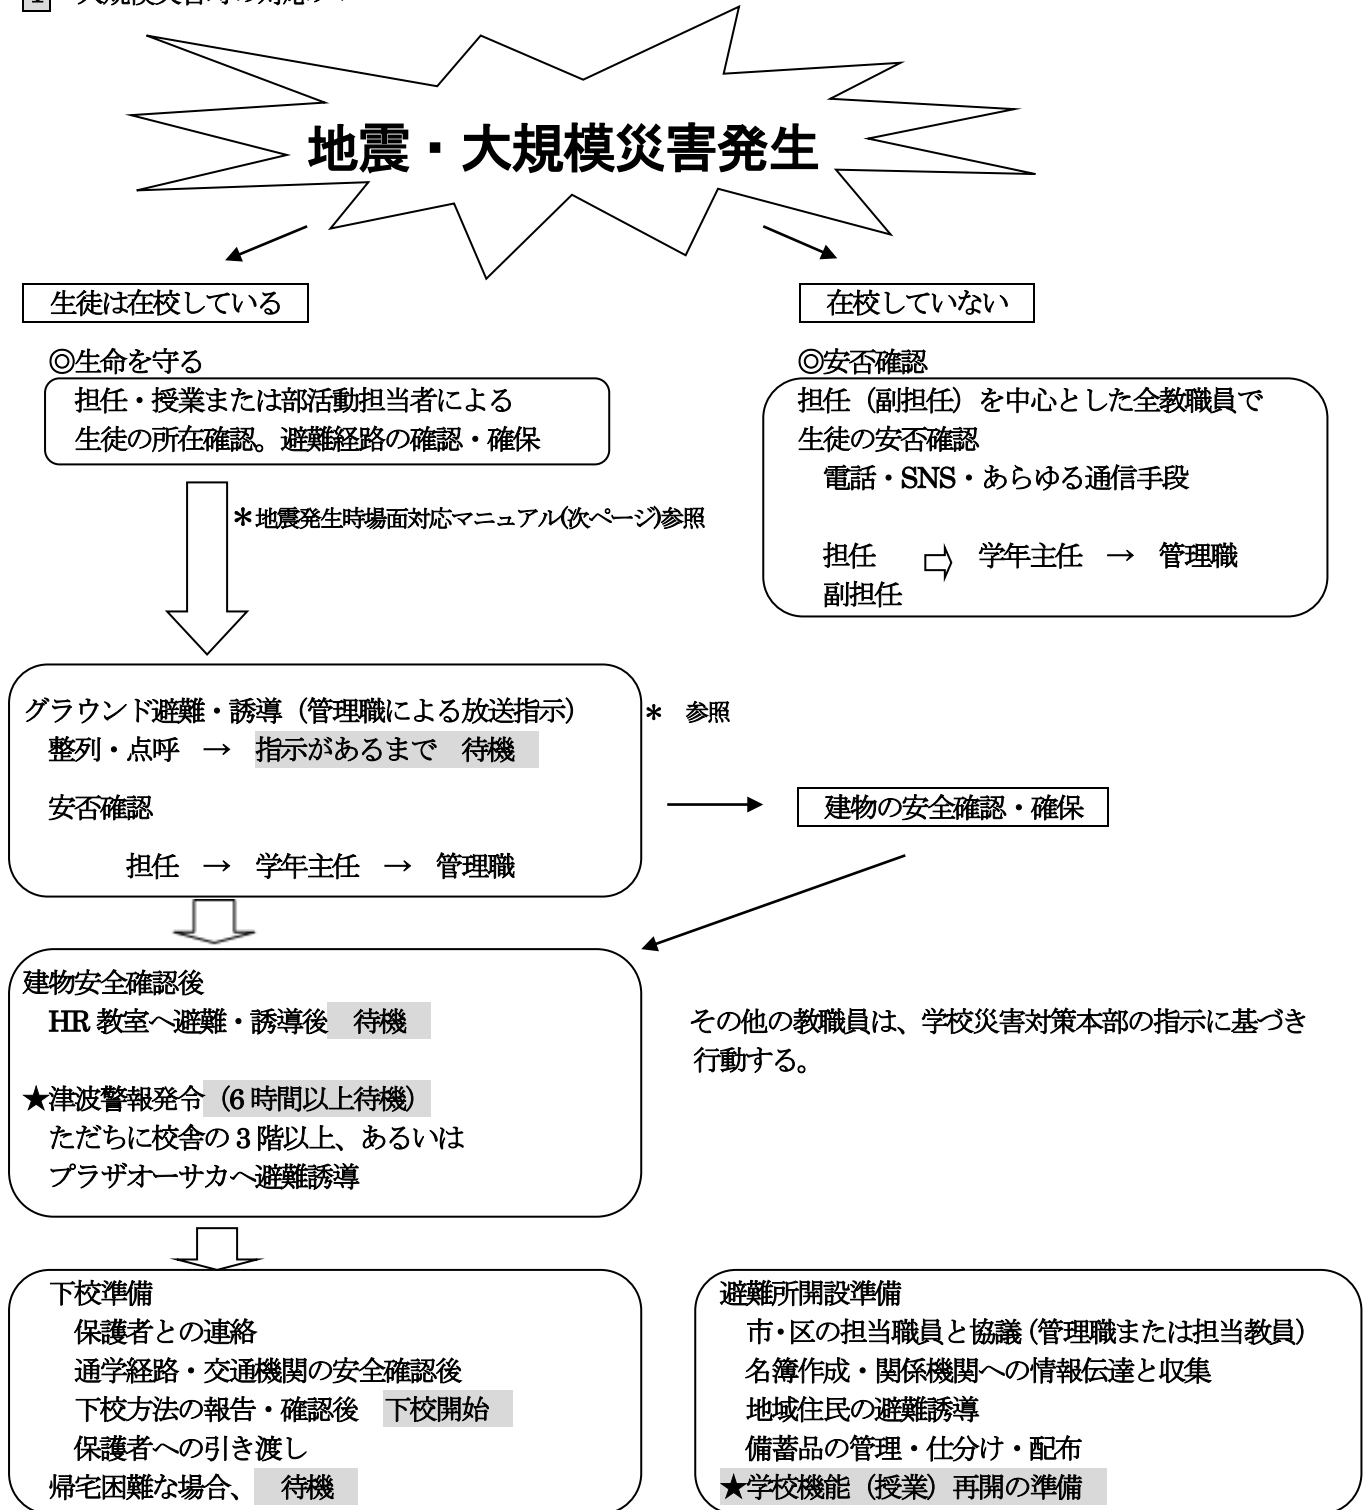 地震・大規模災害発生
生徒は在校している
在校していない
◎生命を守る
担任・授業または部活動担当者による
生徒の所在確認。避難経路の確認・確保
◎安否確認
担任（副担任）を中心とした全教職員で
生徒の安否確認
電話・SNS・あらゆる通信手段
担任 ⇨ 学年主任 → 管理職
副担任
＊地震発生時場面対応マニュアル(次ページ)参照
グラウンド避難・誘導（管理職による放送指示）
＊ 参照
整列・点呼 → 指示があるまで 待機
安否確認
担任 → 学年主任 → 管理職
建物の安全確認・確保
建物安全確認後
HR 教室へ避難・誘導後 待機
★津波警報発令（6 時間以上待機）
ただちに校舎の 3 階以上、あるいは
プラザオーサカへ避難誘導
その他の教職員は、学校災害対策本部の指示に基づき
行動する。
下校準備
保護者との連絡
通学経路・交通機関の安全確認後
下校方法の報告・確認後 下校開始
保護者への引き渡し
帰宅困難な場合、 待機
避難所開設準備
市・区の担当職員と協議（管理職または担当教員）
名簿作成・関係機関への情報伝達と収集
地域住民の避難誘導
備蓄品の管理・仕分け・配布
★学校機能（授業）再開の準備